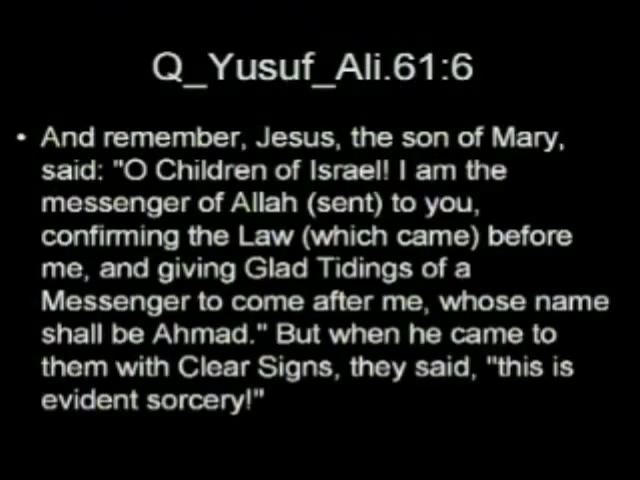 Q_Yusuf_Ali.61:6
• And remember, Jesus, the son of Mary,
said: "O Children of Israel! I am the
messenger of Allah (sent) to you,
confirming the Law (which came) before
me, and giving Glad Tidings of a
Messenger to come after me, whose name
shall be Ahmad." But when he came to
them with Clear Signs, they said, "this is
evident sorcery!"